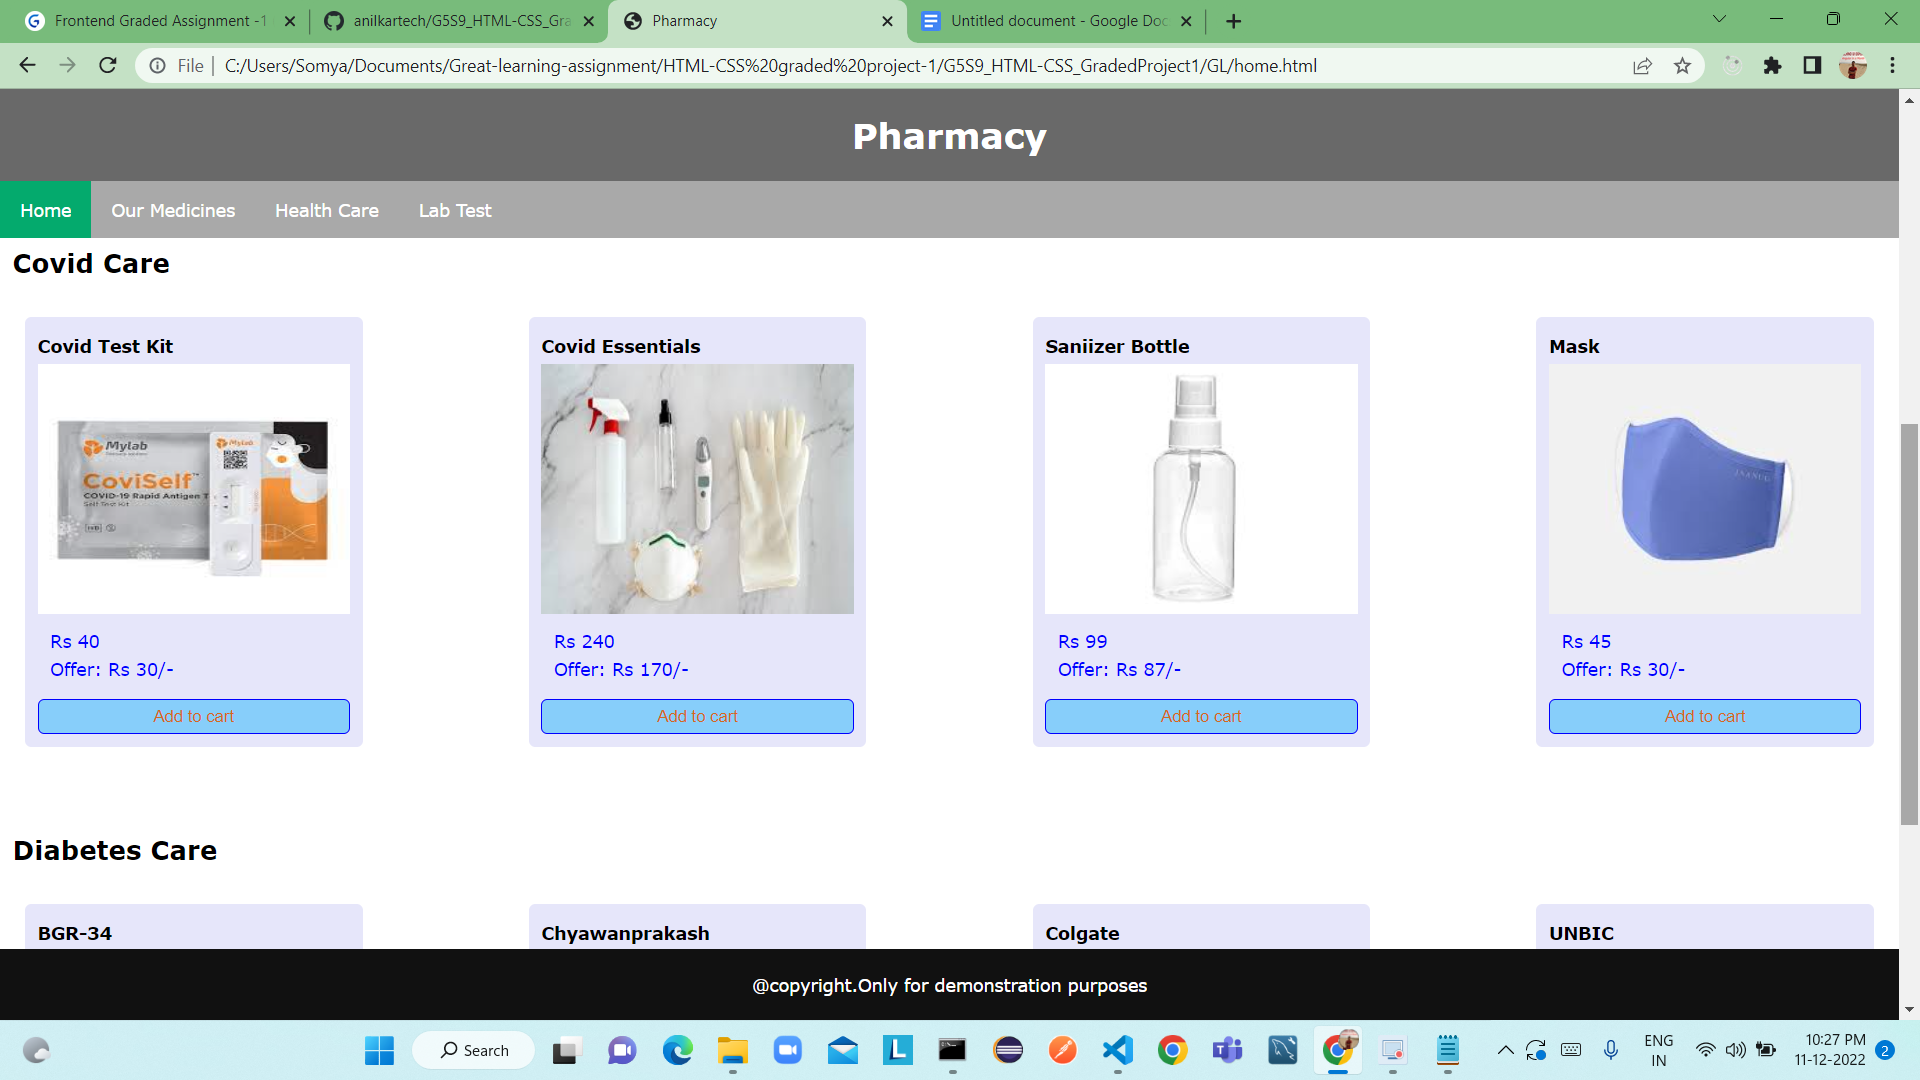 Frontend Graded Assignment -1
anilkartech/G5S9_HTML-CSS_Gra
Pharmacy
Untitled document - Google Doc
File
C:/Users/Somya/Documents/Great-learning-assignment/HTML-CSS%20graded%20project-1/G5S9_HTML-CSS_GradedProject1/GL/home.html
Pharmacy
Home
Our Medicines
Health Care
Lab Test
Covid Care
Covid Test Kit
Covid Essentials
Saniizer Bottle
Mask
Mylab
Mylab
CoviSelf™
COVID-19 Rapid Antigen T
Self Test Kit
Rs 40
Offer: Rs 30/-
Add to cart
Rs 240
Offer: Rs 170/-
Add to cart
Rs 99
Offer: Rs 87/-
Add to cart
Rs 45
Offer: Rs 30/-
Add to cart
Diabetes Care
BGR-34
Chyawanprakash
Colgate
UNBIC
@copyright.Only for demonstration purposes
Search
ENG
IN
10:27 PM
11-12-2022
2